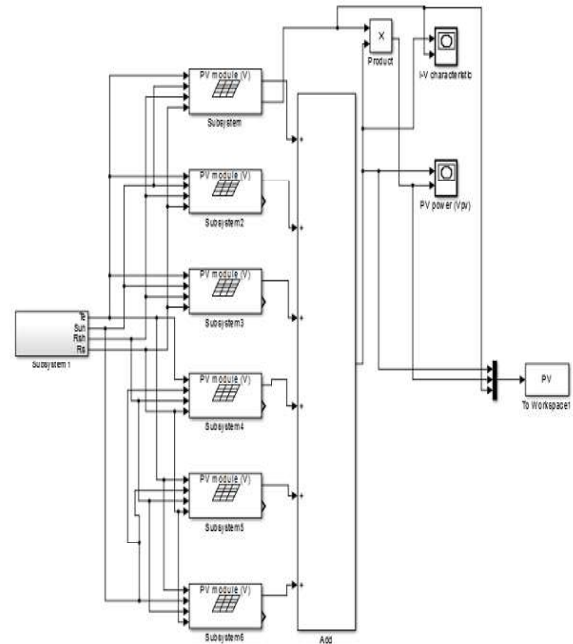 Product
I-V characteristic
PV module (V)
Subsystem
+
PV module (V)
Subsystem2
+
PV power (Vpv)
PV module (V)
Subsystem3
+
Te
Sun
Rsh
Rs
Subsystem1
PV module (V)
Subsystem4
+
PV
To Workspace1
PV module (V)
Subsystem5
+
PV module (V)
Subsystem6
+
Add